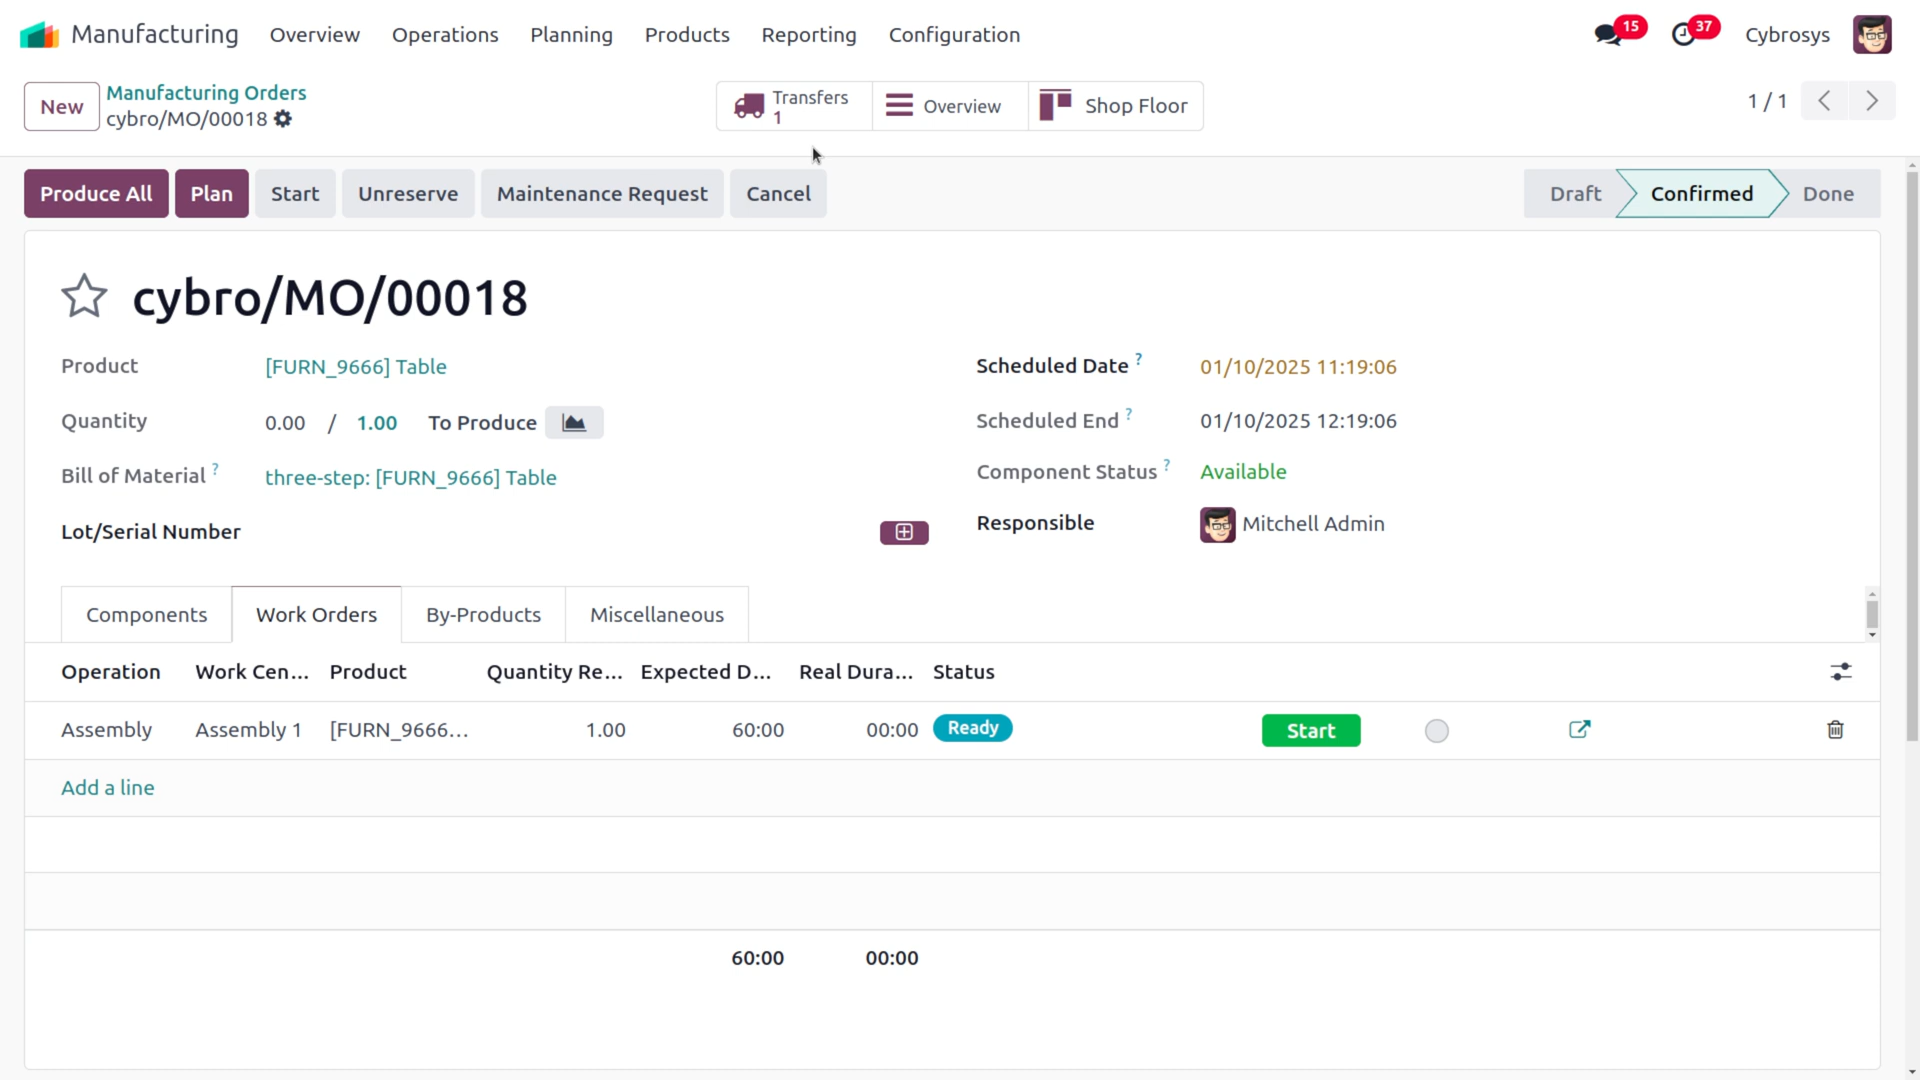 Manufacturing Overview Operations Planning Products Reporting Configuration 15 37 Cybrosys
New Manufacturing Orders Transfers 1 Overview Shop Floor 1 / 1
cybro/MO/00018
Produce All Plan Start Unreserve Maintenance Request Cancel Draft Confirmed Done
cybro/MO/00018
Product [FURN_9666] Table Scheduled Date ? 01/10/2025 11:19:06
Quantity 0.00 / 1.00 To Produce Scheduled End ? 01/10/2025 12:19:06
Bill of Material ? three-step: [FURN_9666] Table Component Status ? Available
Lot/Serial Number Responsible Mitchell Admin
Components Work Orders By-Products Miscellaneous
Operation Work Cen... Product Quantity Re... Expected D... Real Dura... Status
Assembly Assembly 1 [FURN_9666... 1.00 60:00 00:00 Ready Start
Add a line
60:00 00:00